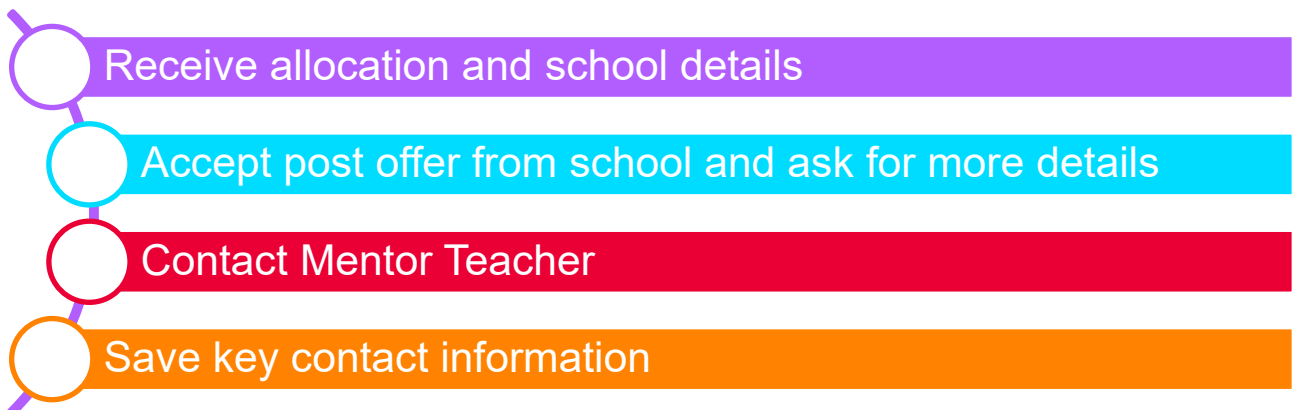 Receive allocation and school details
Accept post offer from school and ask for more details
Contact Mentor Teacher
Save key contact information